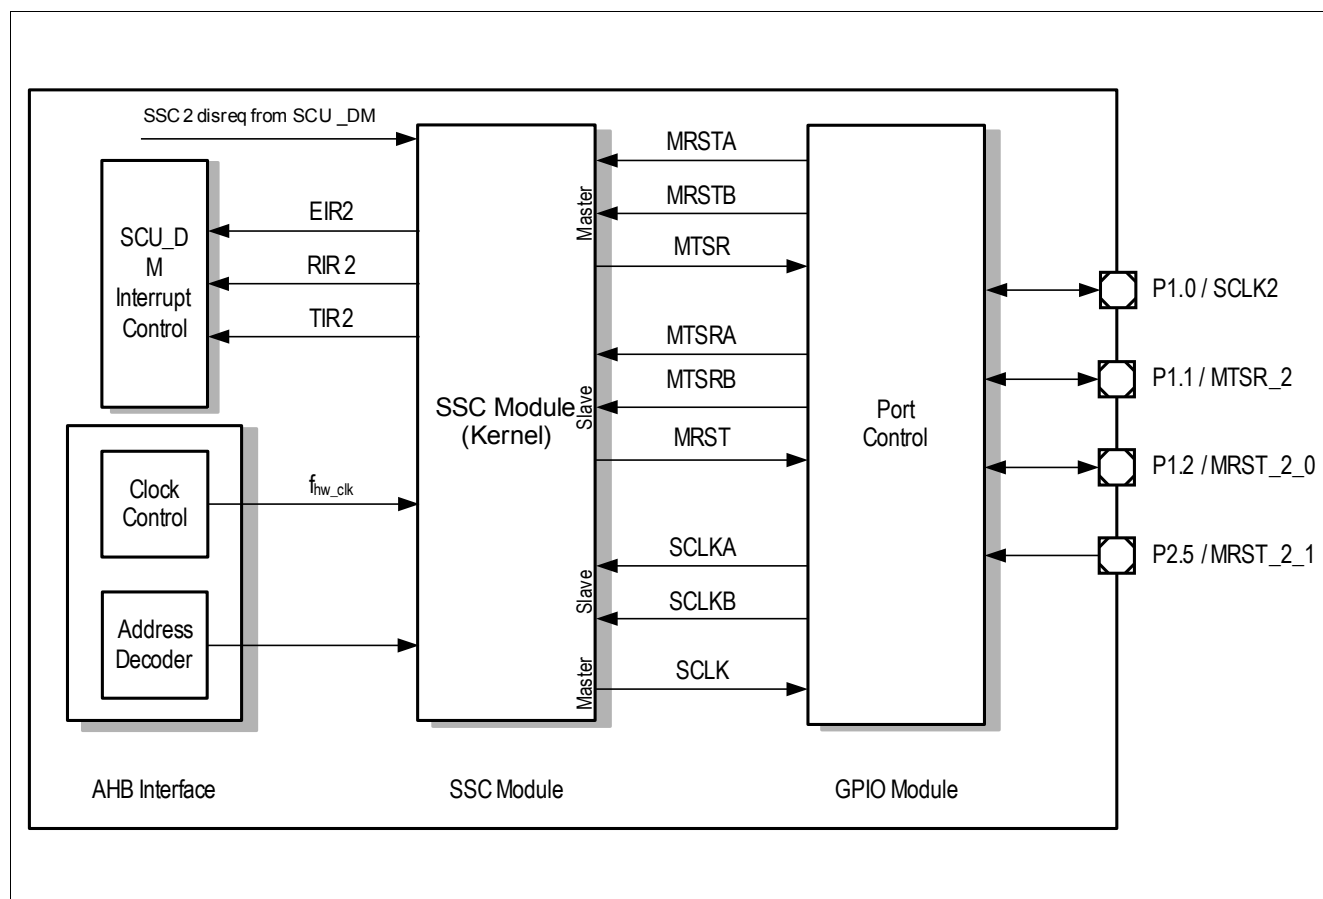 SSC 2 disreq from SCU _DM
SCU_D
M
Interrupt
Control
EIR2
RIR 2
TIR2
Clock
Control
Address
Decoder
fhw_clk
AHB Interface
SSC Module
(Kernel)
Master
Slave
Slave
Master
SSC Module
MRSTA
MRSTB
MTSR
MTSRA
MTSRB
MRST
SCLKA
SCLKB
SCLK
Port
Control
GPIO Module
P1.0 / SCLK2
P1.1 / MTSR_2
P1.2 / MRST_2_0
P2.5 / MRST_2_1